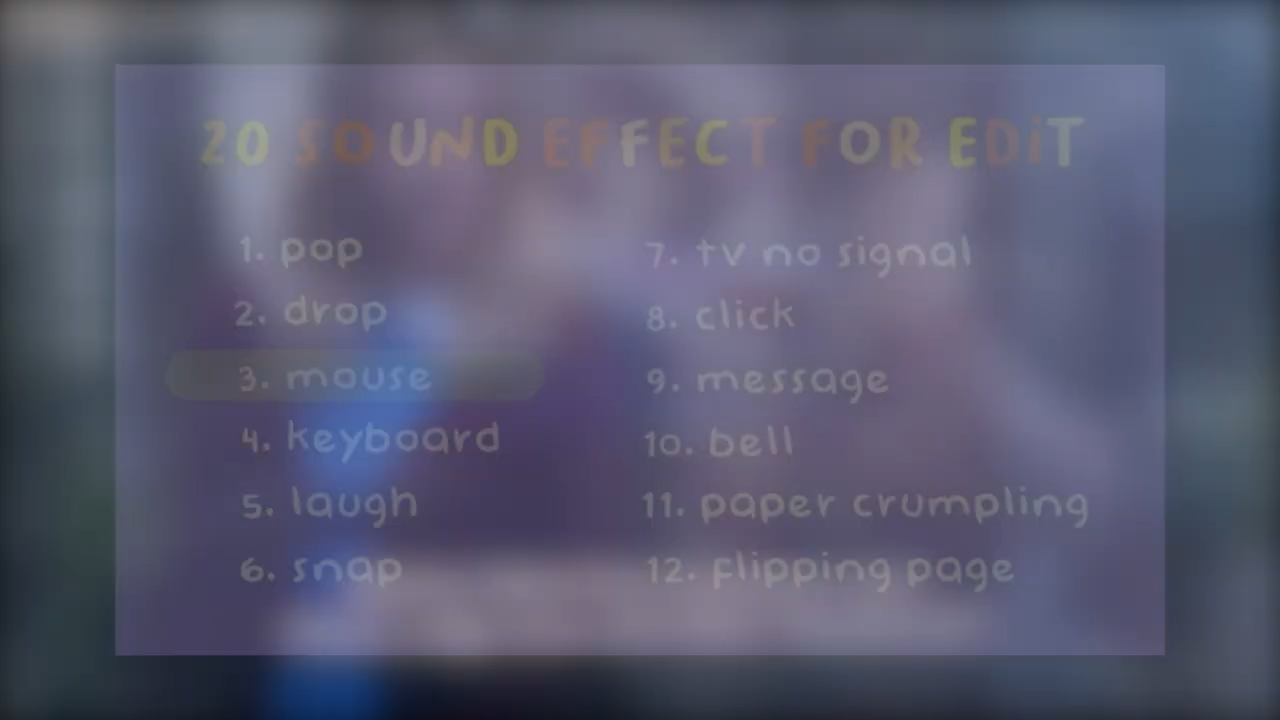 20 SOUND EFFECT FOR EDiT
1. pop
2. drop
3. mouse
4. keyboard
5. laugh
6. snap
7. tv no signal
8. click
9. message
10. bell
11. paper crumpling
12. flipping page